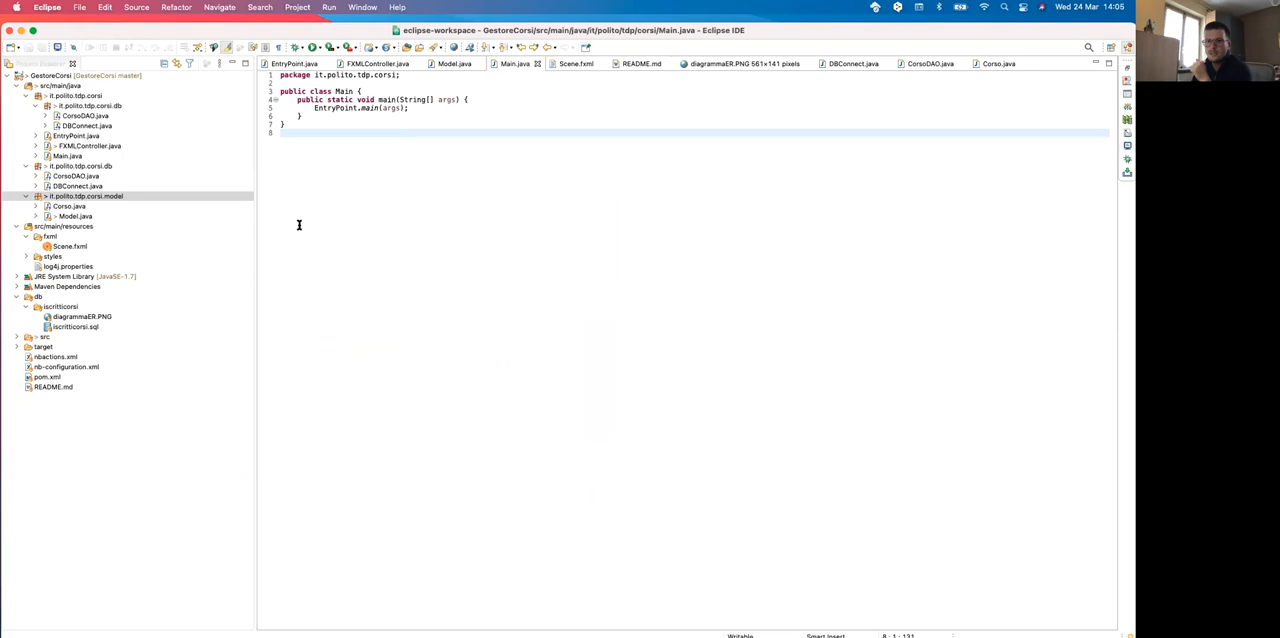 Eclipse File Edit Source Refactor Navigate Search Project Run Window Help Wed 24 Mar 14:05
eclipse-workspace - GestoreCorsi/src/main/java/it/polito/tdp/corsi/Main.java - Eclipse IDE
Project Explorer
EntryPoint.java FXMLController.java Model.java Main.java Scene.fxml README.md diagrammaER.PNG 561×141 pixels DBConnect.java CorsoDAO.java Corso.java
> GestoreCorsi [GestoreCorsi master]
src/main/java
> it.polito.tdp.corsi
> it.polito.tdp.corsi.db
CorsoDAO.java
DBConnect.java
EntryPoint.java
> FXMLController.java
Main.java
> it.polito.tdp.corsi.db
CorsoDAO.java
DBConnect.java
> it.polito.tdp.corsi.model
Corso.java
> Model.java
src/main/resources
fxml
Scene.fxml
styles
log4j.properties
JRE System Library [JavaSE-1.7]
Maven Dependencies
db
iscritticorsi
diagrammaER.PNG
iscritticorsi.sql
> src
target
nbactions.xml
nb-configuration.xml
pom.xml
README.md
1 package it.polito.tdp.corsi;
2
3 public class Main {
4 public static void main(String[] args) {
5 EntryPoint.main(args);
6 }
7 }
8
Writable Smart Insert 8 : 1 : 131